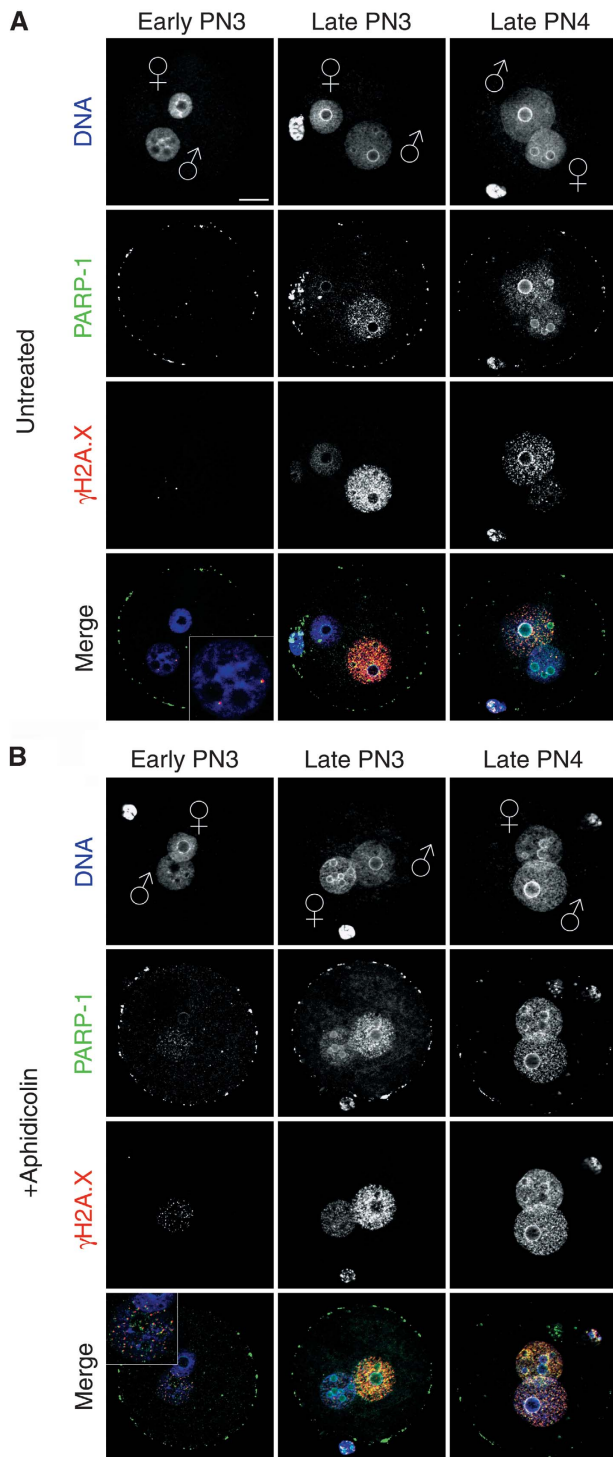 A
Early PN3 Late PN3 Late PN4
♀ ♀ ♂
DNA
♂ ♂ ♀
PARP-1
Untreated
γH2A.X
Merge
B
Early PN3 Late PN3 Late PN4
♀ ♂ ♀
DNA
♂ ♀ ♂
PARP-1
+Aphidicolin
γH2A.X
Merge